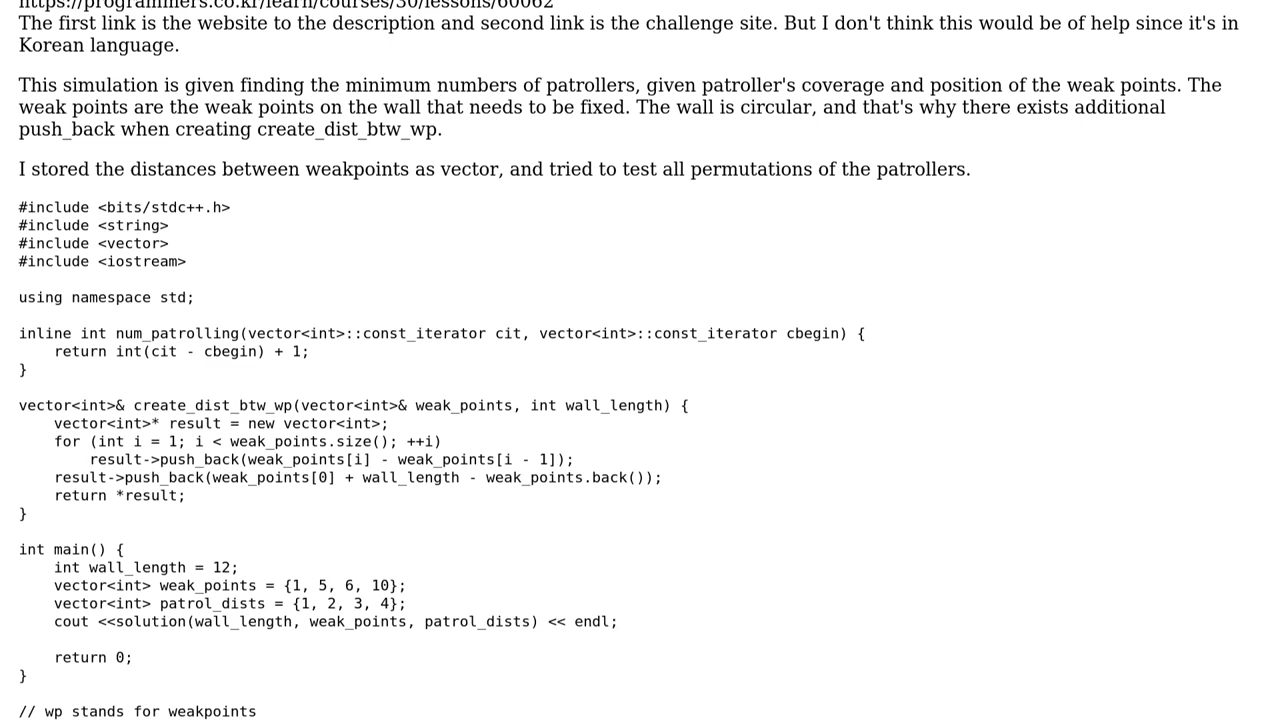 https://programmers.co.kr/learn/courses/30/lessons/60062
The first link is the website to the description and second link is the challenge site. But I don't think this would be of help since it's in
Korean language.
This simulation is given finding the minimum numbers of patrollers, given patroller's coverage and position of the weak points. The
weak points are the weak points on the wall that needs to be fixed. The wall is circular, and that's why there exists additional
push_back when creating create_dist_btw_wp.
I stored the distances between weakpoints as vector, and tried to test all permutations of the patrollers.
#include <bits/stdc++.h>
#include <string>
#include <vector>
#include <iostream>
using namespace std;
inline int num_patrolling(vector<int>::const_iterator cit, vector<int>::const_iterator cbegin) {
    return int(cit - cbegin) + 1;
}
vector<int>& create_dist_btw_wp(vector<int>& weak_points, int wall_length) {
    vector<int>* result = new vector<int>;
    for (int i = 1; i < weak_points.size(); ++i)
        result->push_back(weak_points[i] - weak_points[i - 1]);
    result->push_back(weak_points[0] + wall_length - weak_points.back());
    return *result;
}
int main() {
    int wall_length = 12;
    vector<int> weak_points = {1, 5, 6, 10};
    vector<int> patrol_dists = {1, 2, 3, 4};
    cout <<solution(wall_length, weak_points, patrol_dists) << endl;
    return 0;
}
// wp stands for weakpoints